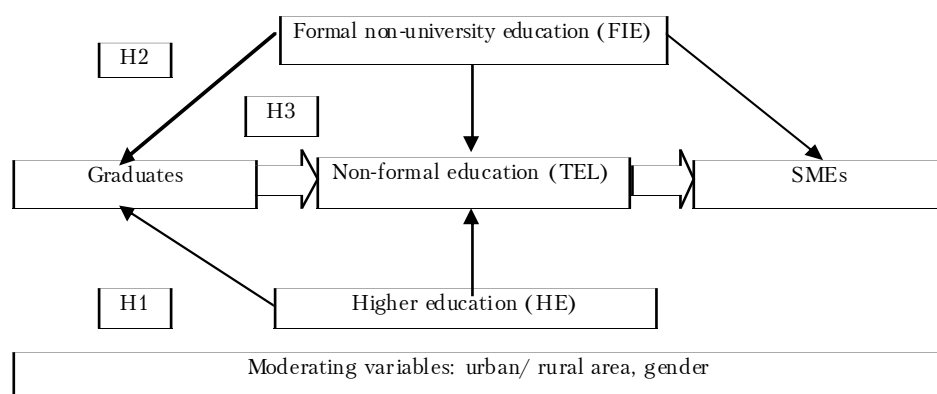 Formal non-university education (FIE)
H2
H3
Graduates
Non-formal education (TEL)
SMEs
H1
Higher education (HE)
Moderating variables: urban/ rural area, gender